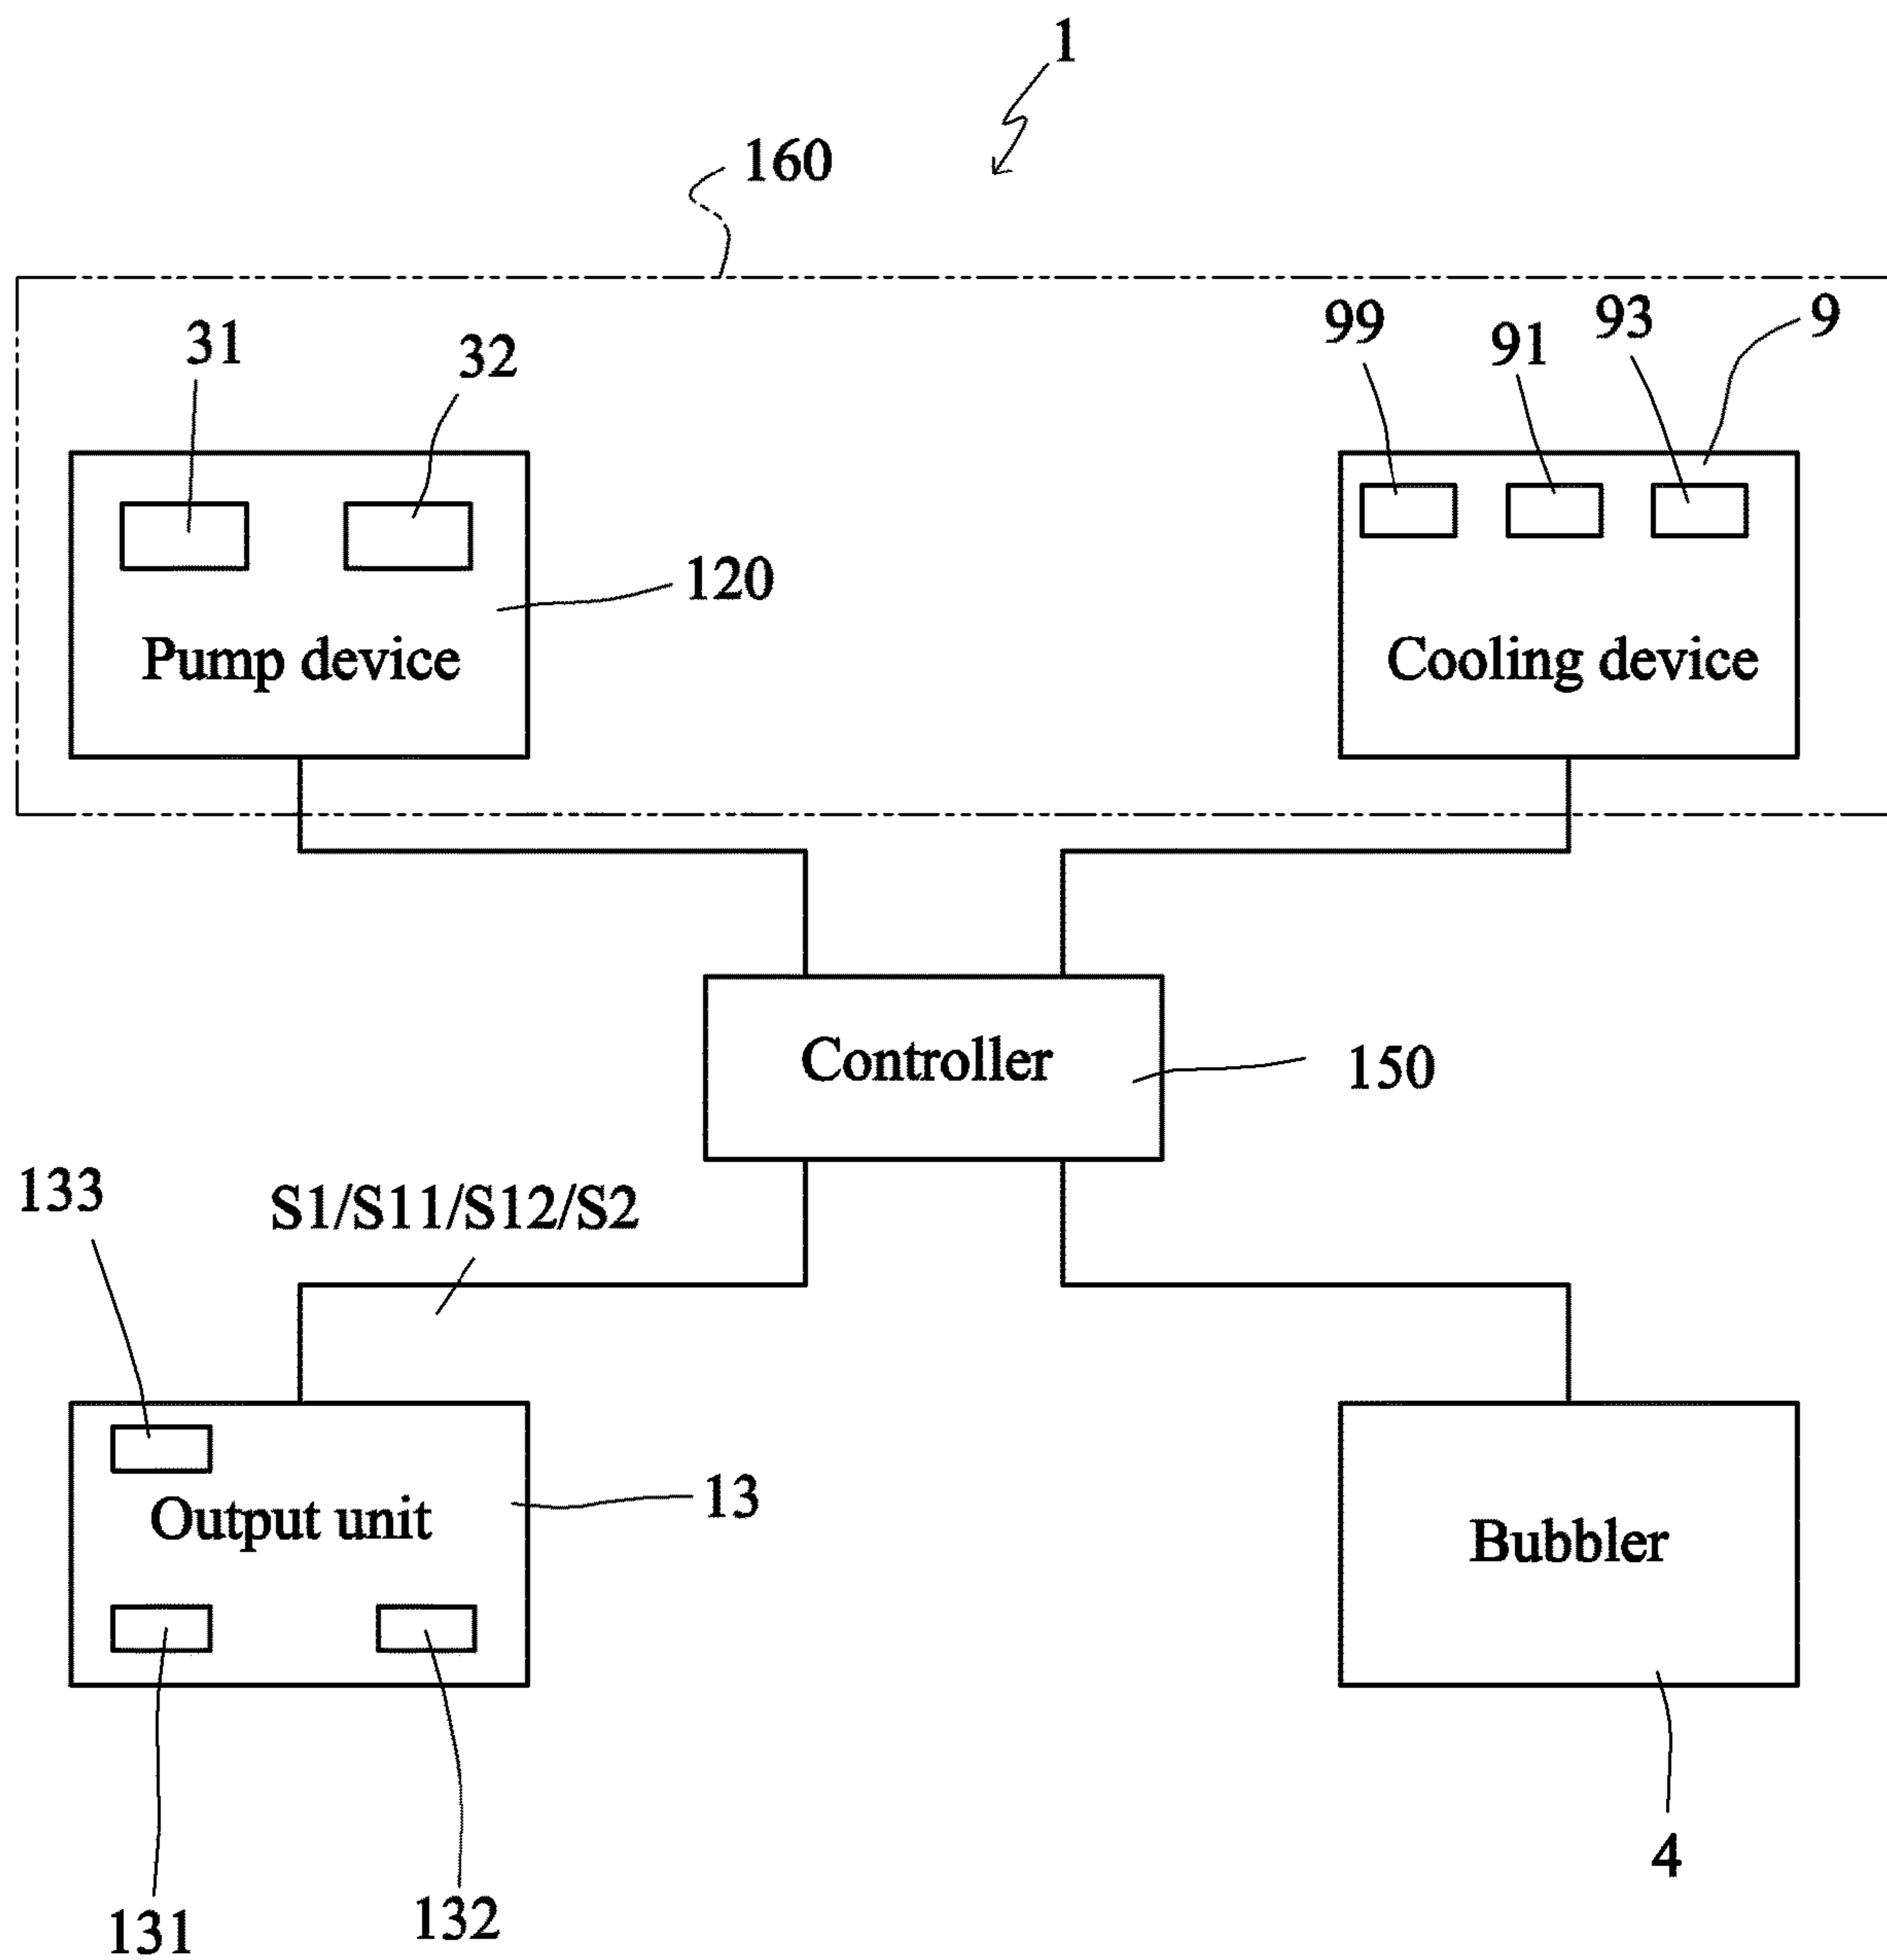 1
160
31
32
99
91
93
9
120
Pump device
Cooling device
Controller
150
133
S1/S11/S12/S2
13
Output unit
Bubbler
131
132
4